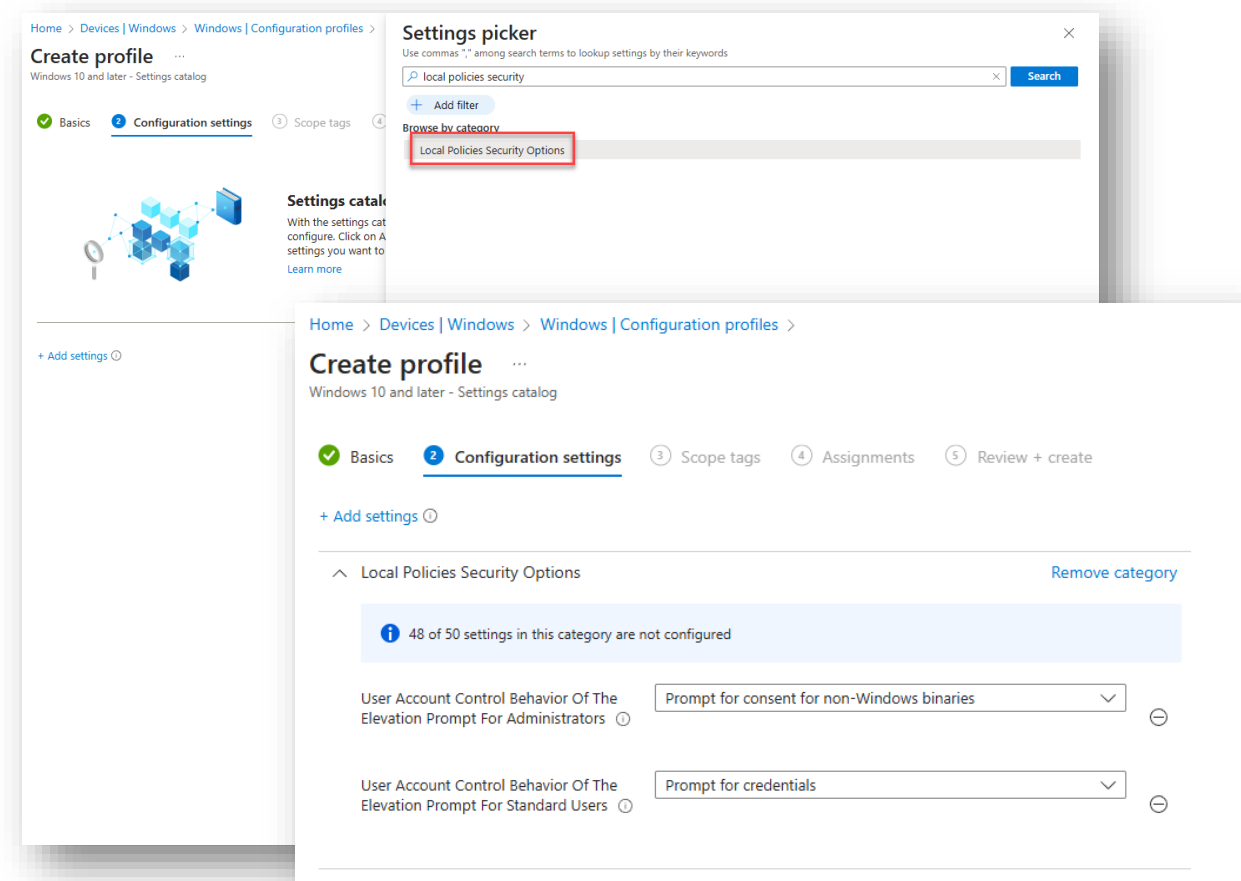 Home > Devices | Windows > Windows | Configuration profiles >
Create profile ...
Windows 10 and later - Settings catalog
Basics 2 Configuration settings 3 Scope tags 4
Settings
With the settings
configure. Click on
settings you want to
Learn more
+ Add settings
Settings picker
Use commas "," among search terms to lookup settings by their keywords
local policies security
Search
+ Add filter
Browse by category
Local Policies Security Options
Home > Devices | Windows > Windows | Configuration profiles >
Create profile ...
Windows 10 and later - Settings catalog
Basics 2 Configuration settings 3 Scope tags 4 Assignments 5 Review + create
+ Add settings
Local Policies Security Options Remove category
48 of 50 settings in this category are not configured
User Account Control Behavior Of The
Elevation Prompt For Administrators
Prompt for consent for non-Windows binaries
User Account Control Behavior Of The
Elevation Prompt For Standard Users
Prompt for credentials